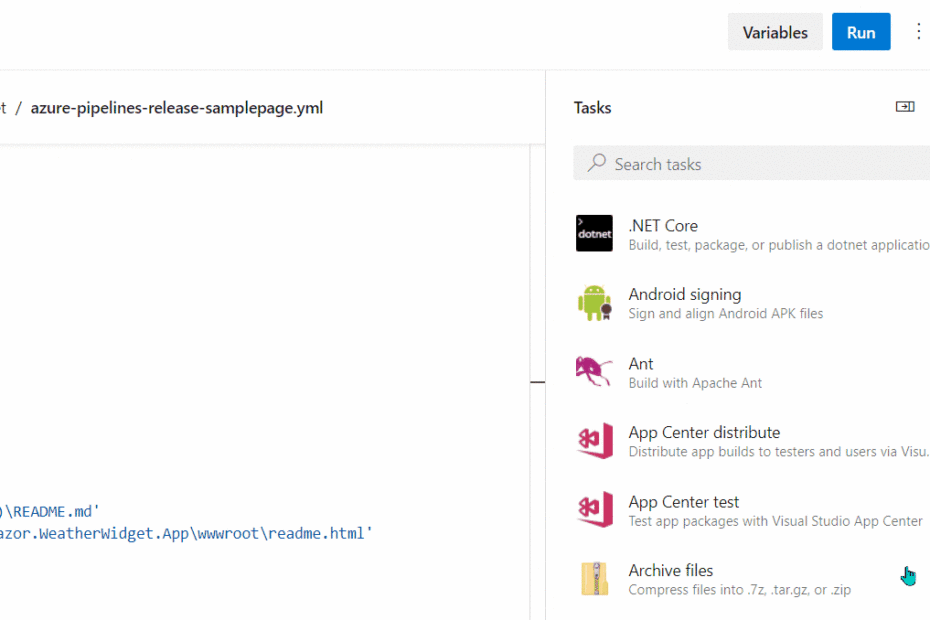 Variables
Run
t / azure-pipelines-release-samplepage.yml
Tasks
Search tasks
dotnet
.NET Core
Build, test, package, or publish a dotnet applicatio
Android signing
Sign and align Android APK files
Ant
Build with Apache Ant
App Center distribute
Distribute app builds to testers and users via Visu...
App Center test
Test app packages with Visual Studio App Center
)\README.md'
azor.WeatherWidget.App\wwwroot\readme.html'
Archive files
Compress files into .7z, .tar.gz, or .zip